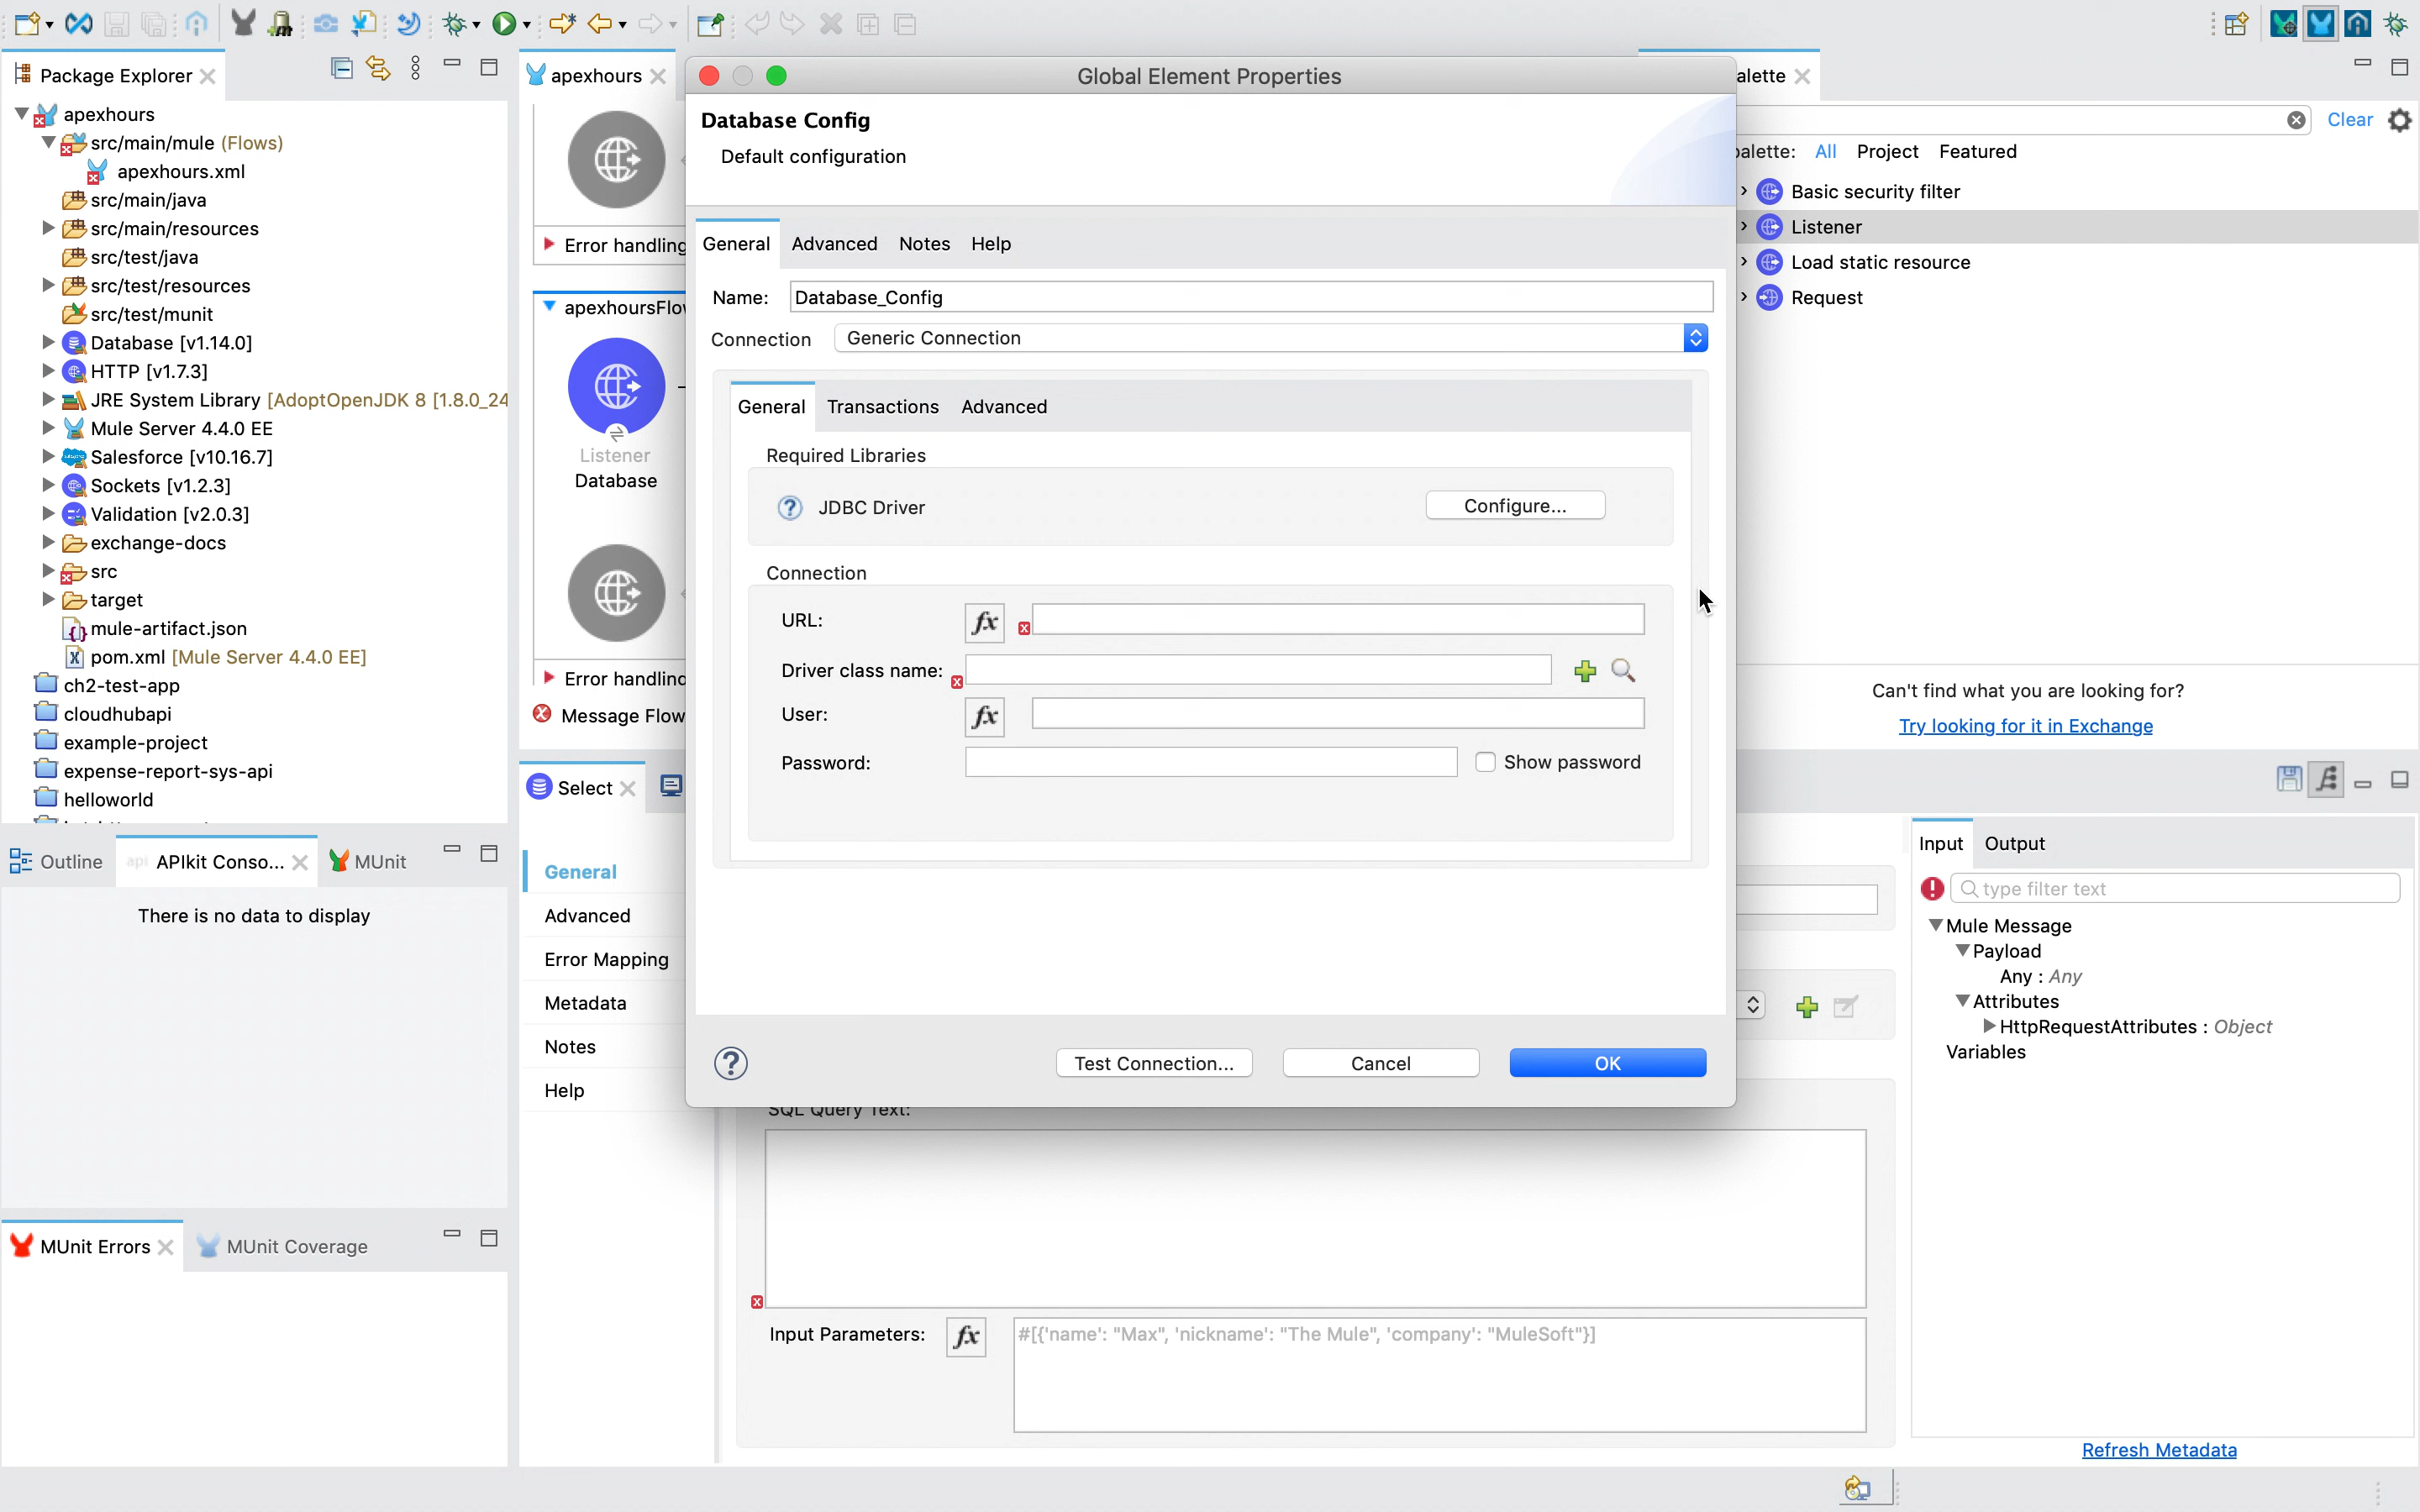 Package Explorer
apexhours
src/main/mule (Flows)
apexhours.xml
src/main/java
src/main/resources
src/test/java
src/test/resources
src/test/munit
Database [v1.14.0]
HTTP [v1.7.3]
JRE System Library [AdoptOpenJDK 8 [1.8.0_24
Mule Server 4.4.0 EE
Salesforce [v10.16.7]
Sockets [v1.2.3]
Validation [v2.0.3]
exchange-docs
src
target
mule-artifact.json
pom.xml [Mule Server 4.4.0 EE]
ch2-test-app
cloudhubapi
example-project
expense-report-sys-api
helloworld
Outline
api APIkit Conso...
MUnit
There is no data to display
MUnit Errors
MUnit Coverage
apexhours
Error handling
apexhoursFlo
Listener
Database
Error handling
Message Flow
Select
General
Advanced
Error Mapping
Metadata
Notes
Help
Global Element Properties
Database Config
Default configuration
General Advanced Notes Help
Name: Database_Config
Connection Generic Connection
General Transactions Advanced
Required Libraries
? JDBC Driver Configure...
Connection
URL: fx
Driver class name:
User: fx
Password: Show password
? Test Connection... Cancel OK
SQL Query Text:
Input Parameters: fx #[{'name': "Max", 'nickname': "The Mule", 'company': "MuleSoft"}]
alette
Clear
alette: All Project Featured
Basic security filter
Listener
Load static resource
Request
Can't find what you are looking for?
Try looking for it in Exchange
Input Output
type filter text
Mule Message
Payload
Any : Any
Attributes
HttpRequestAttributes : Object
Variables
Refresh Metadata